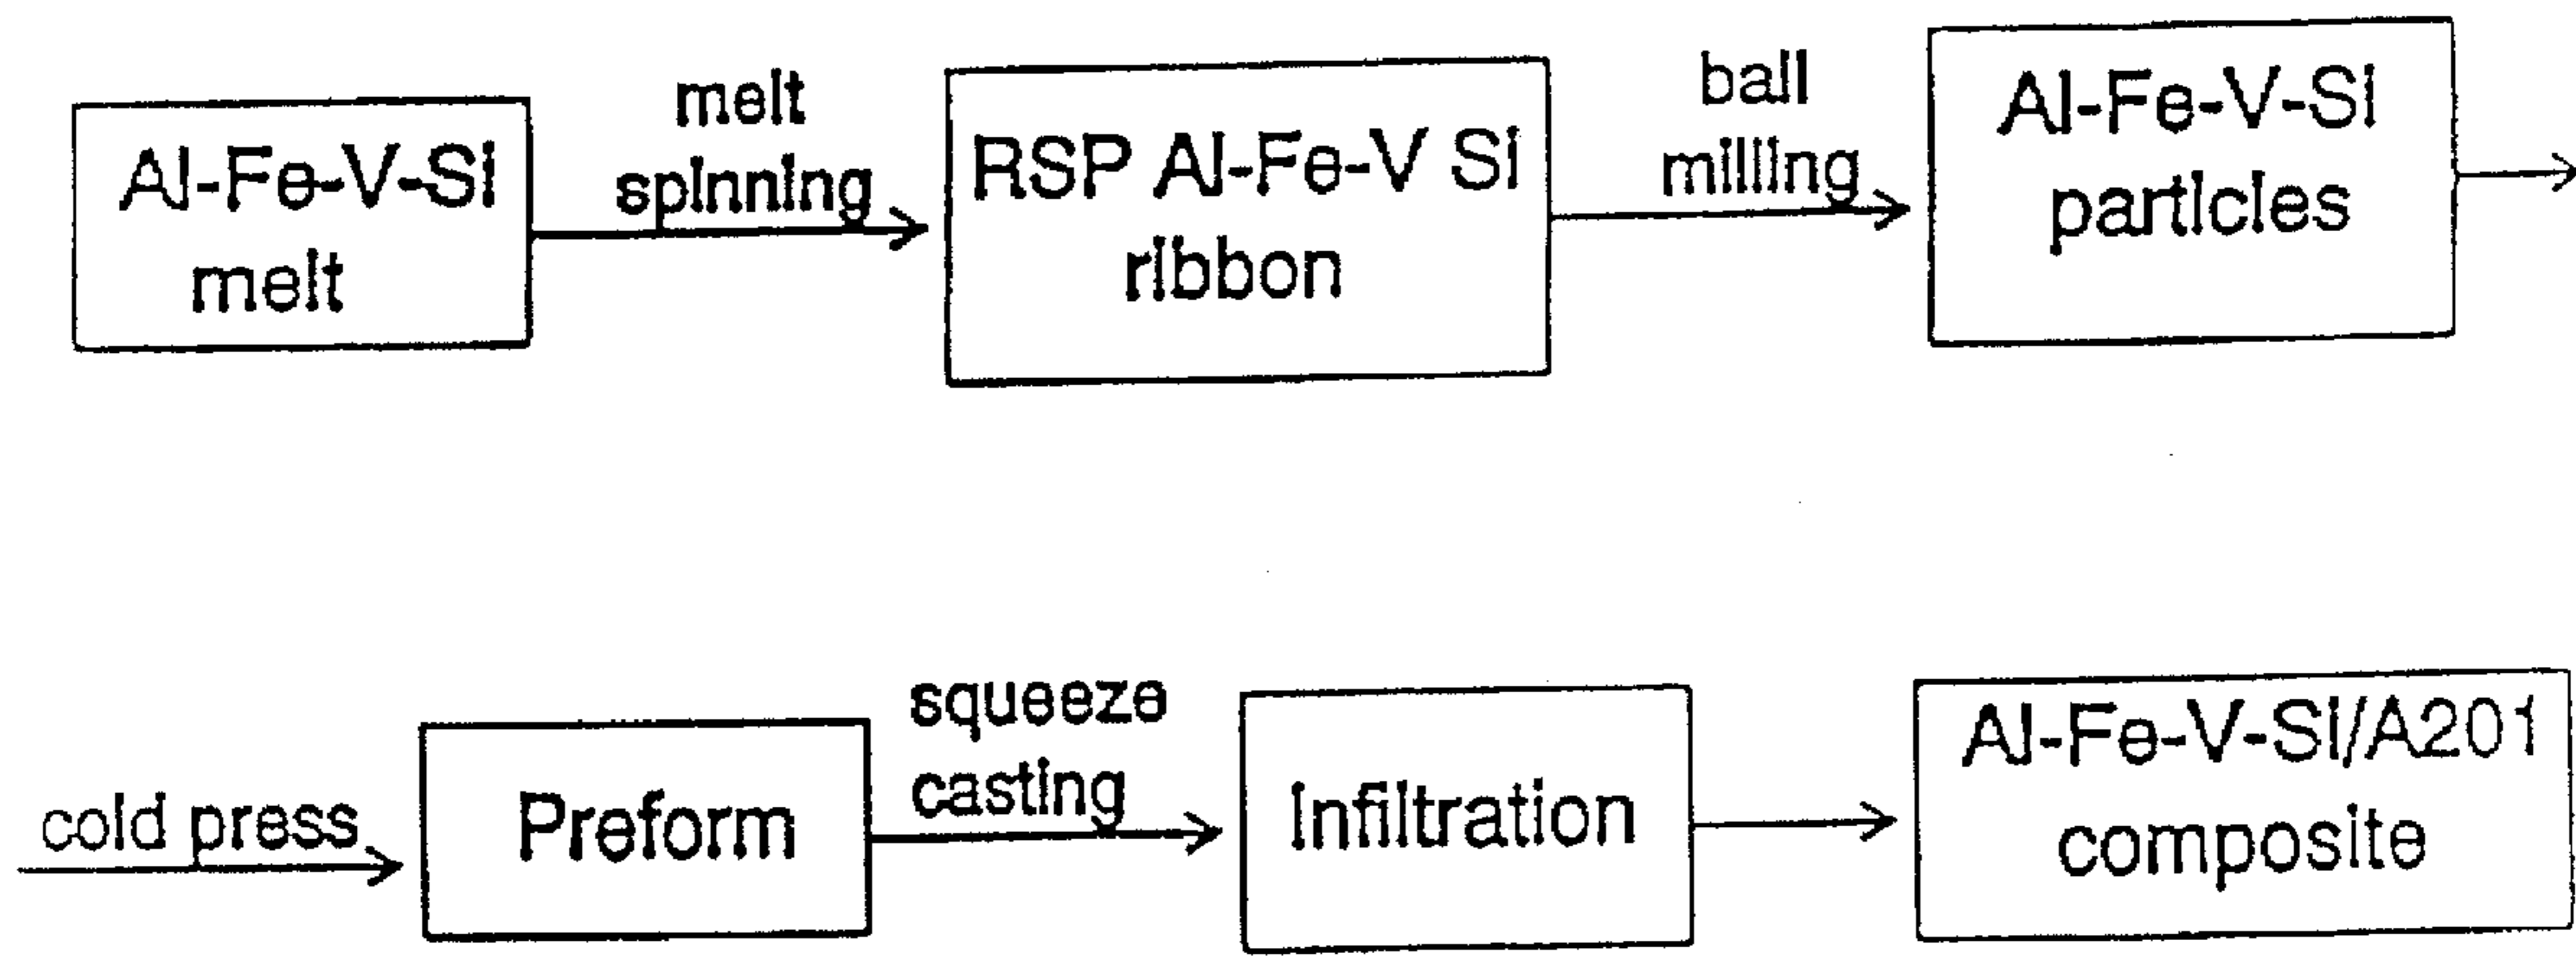 Al-Fe-V-Si
melt
melt
spinning
RSP Al-Fe-V Si
ribbon
ball
milling
Al-Fe-V-Si
particles
cold press
Preform
squeeze
casting
Infiltration
Al-Fe-V-Si/A201
composite